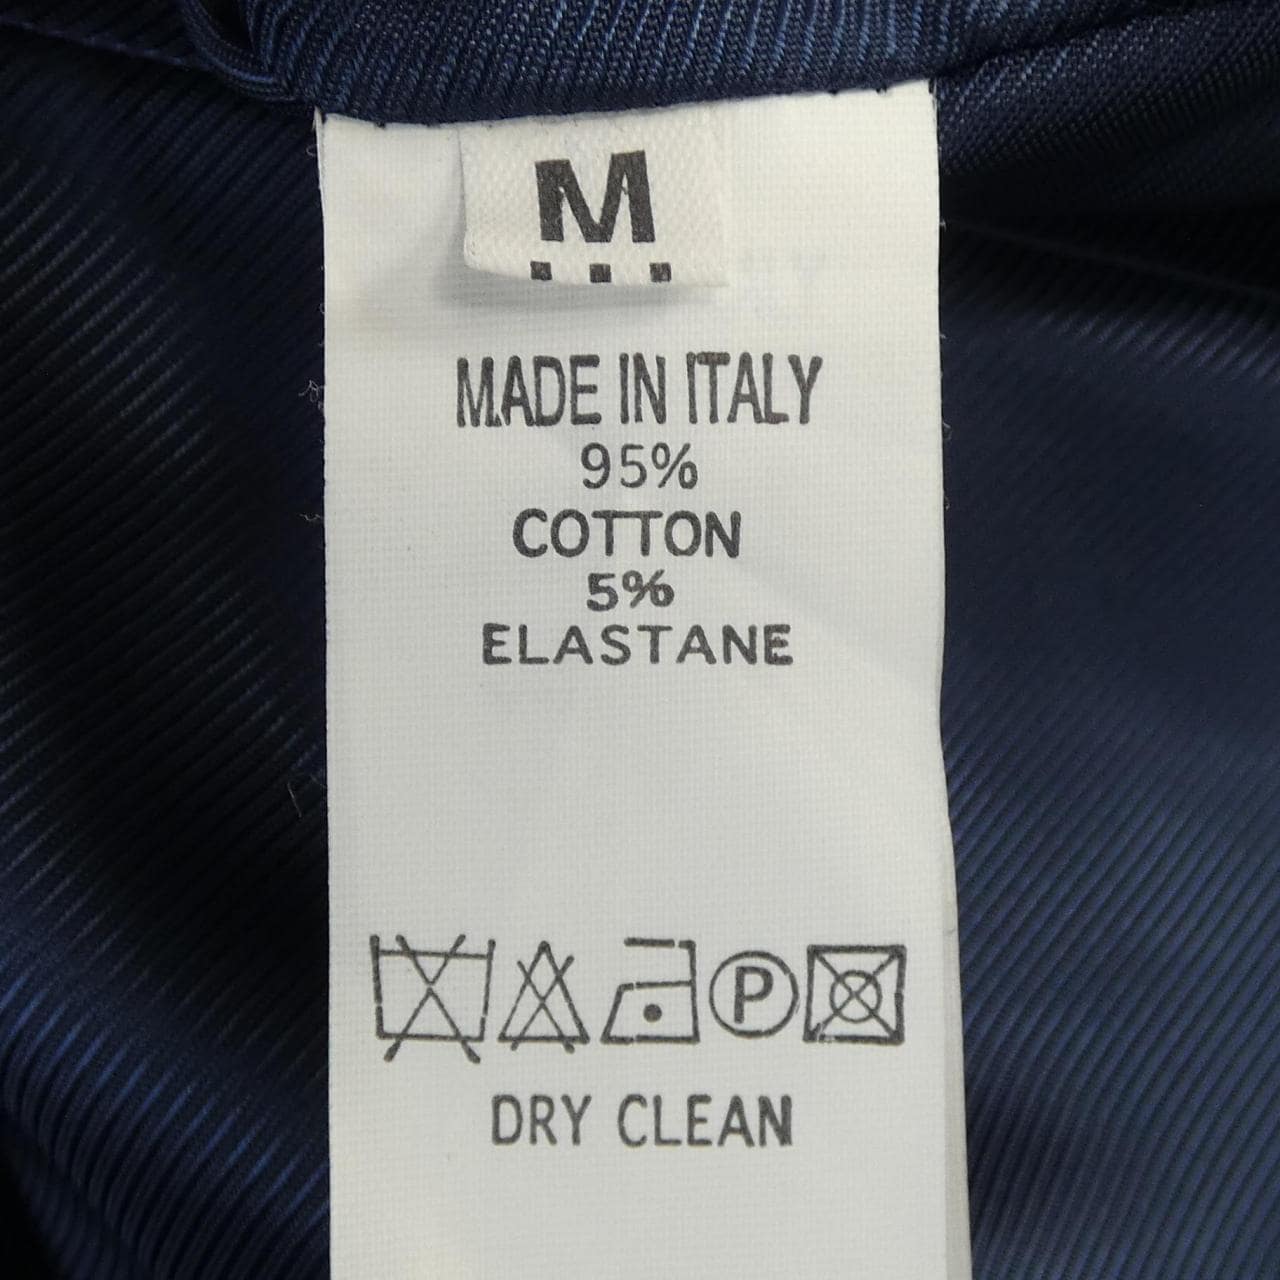 M
MADE IN ITALY
95%
COTTON
5%
ELASTANE
P
DRY CLEAN